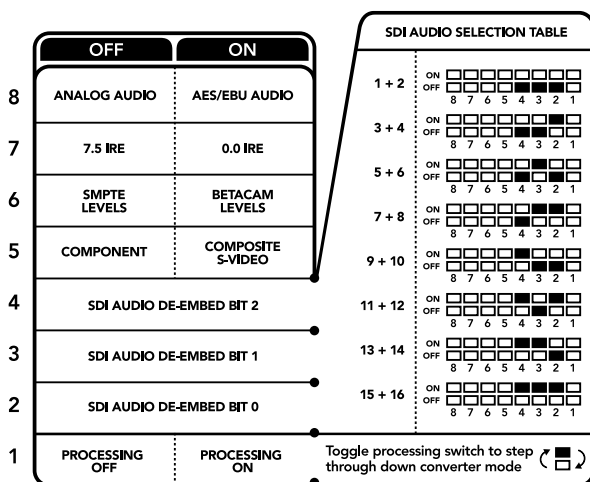 OFF ON
8 ANALOG AUDIO AES/EBU AUDIO
7 7.5 IRE 0.0 IRE
6 SMPTE LEVELS BETACAM LEVELS
5 COMPONENT COMPOSITE S-VIDEO
4 SDI AUDIO DE-EMBED BIT 2
3 SDI AUDIO DE-EMBED BIT 1
2 SDI AUDIO DE-EMBED BIT 0
1 PROCESSING OFF PROCESSING ON
SDI AUDIO SELECTION TABLE
1 + 2 ON
OFF
8 7 6 5 4 3 2 1
3 + 4 ON
OFF
8 7 6 5 4 3 2 1
5 + 6 ON
OFF
8 7 6 5 4 3 2 1
7 + 8 ON
OFF
8 7 6 5 4 3 2 1
9 + 10 ON
OFF
8 7 6 5 4 3 2 1
11 + 12 ON
OFF
8 7 6 5 4 3 2 1
13 + 14 ON
OFF
8 7 6 5 4 3 2 1
15 + 16 ON
OFF
8 7 6 5 4 3 2 1
Toggle processing switch to step
through down converter mode